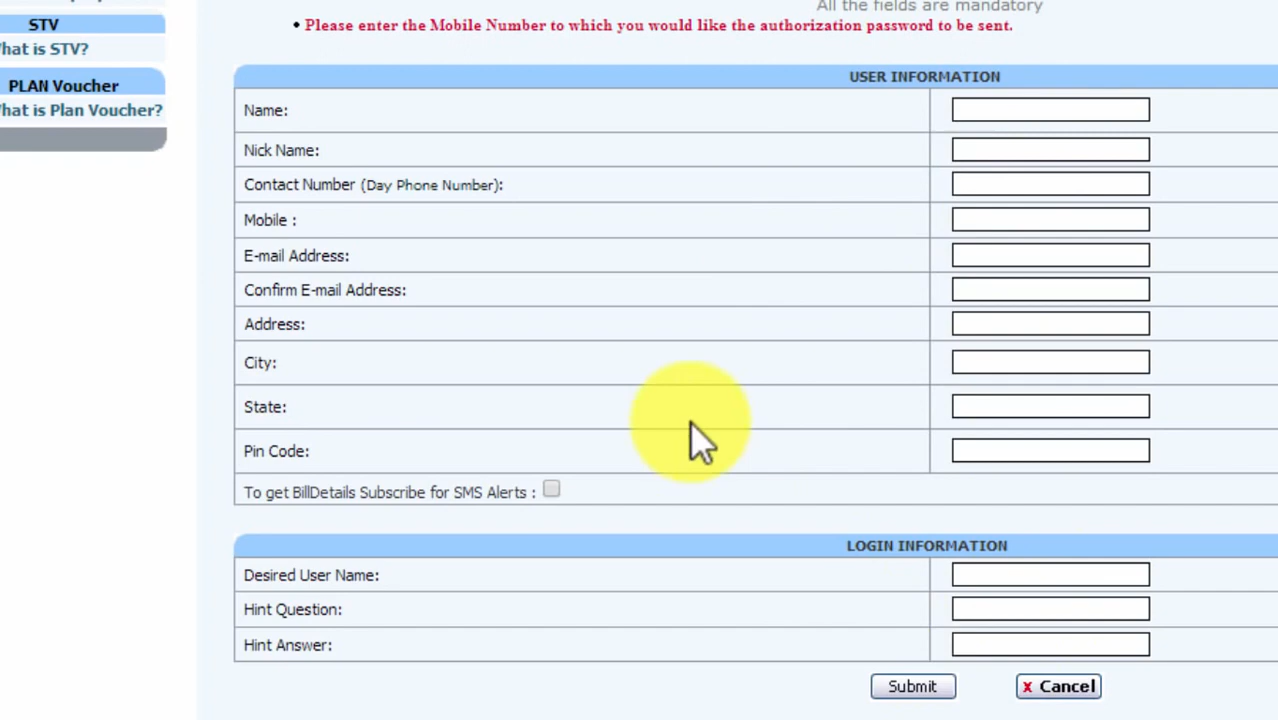 STV
hat is STV?
PLAN Voucher
hat is Plan Voucher?
All the fields are mandatory
• Please enter the Mobile Number to which you would like the authorization password to be sent.
USER INFORMATION
Name:
Nick Name:
Contact Number (Day Phone Number):
Mobile :
E-mail Address:
Confirm E-mail Address:
Address:
City:
State:
Pin Code:
To get BillDetails Subscribe for SMS Alerts :
LOGIN INFORMATION
Desired User Name:
Hint Question:
Hint Answer:
Submit
x Cancel